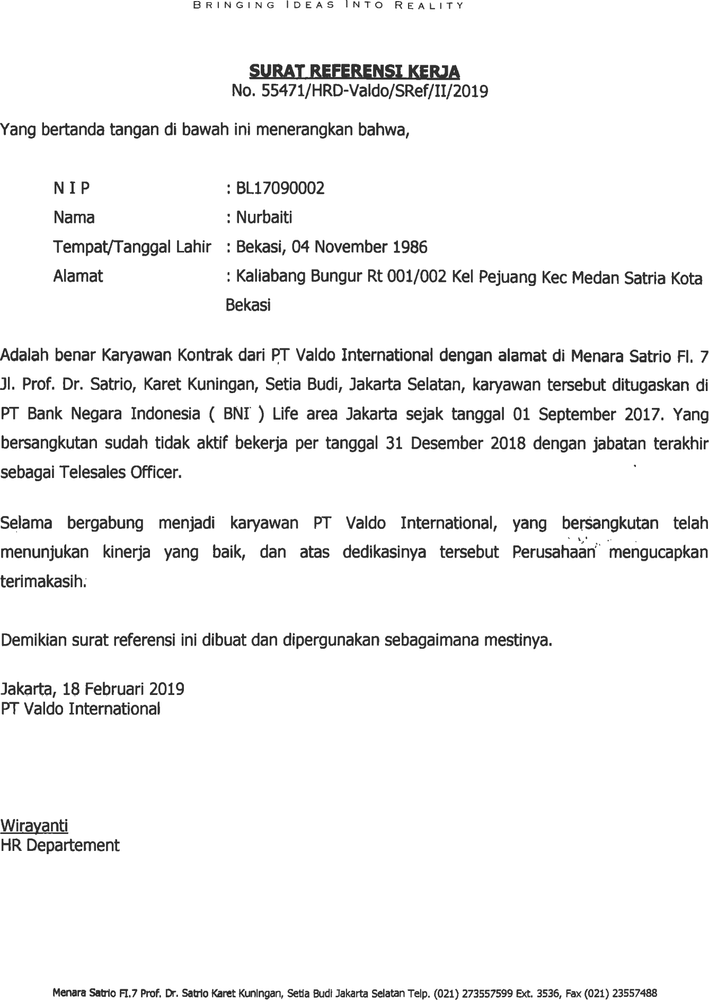 BRINGING IDEAS INTO REALITY
SURAT REFERENSI KERJA
No. 55471/HRD-Valdo/SRef/II/2019
Yang bertanda tangan di bawah ini menerangkan bahwa,
N I P : BL17090002
Nama : Nurbaiti
Tempat/Tanggal Lahir : Bekasi, 04 November 1986
Alamat : Kaliabang Bungur Rt 001/002 Kel Pejuang Kec Medan Satria Kota
Bekasi
Adalah benar Karyawan Kontrak dari PT Valdo International dengan alamat di Menara Satrio Fl. 7
Jl. Prof. Dr. Satrio, Karet Kuningan, Setia Budi, Jakarta Selatan, karyawan tersebut ditugaskan di
PT Bank Negara Indonesia ( BNI ) Life area Jakarta sejak tanggal 01 September 2017. Yang
bersangkutan sudah tidak aktif bekerja per tanggal 31 Desember 2018 dengan jabatan terakhir
sebagai Telesales Officer.
Selama bergabung menjadi karyawan PT Valdo International, yang bersangkutan telah
menunjukan kinerja yang baik, dan atas dedikasinya tersebut Perusahaan mengucapkan
terimakasih.
Demikian surat referensi ini dibuat dan dipergunakan sebagaimana mestinya.
Jakarta, 18 Februari 2019
PT Valdo International
Wirayanti
HR Departement
Menara Satrio Fl.7 Prof. Dr. Satrio Karet Kuningan, Setia Budi Jakarta Selatan Telp. (021) 273557599 Ext. 3536, Fax (021) 23557488